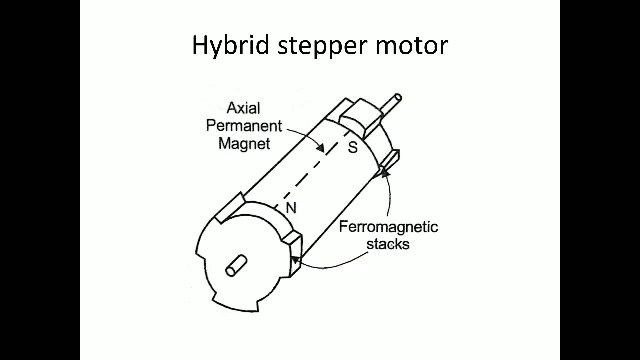 Hybrid stepper motor
Axial
Permanent
Magnet
S
N
Ferromagnetic
stacks